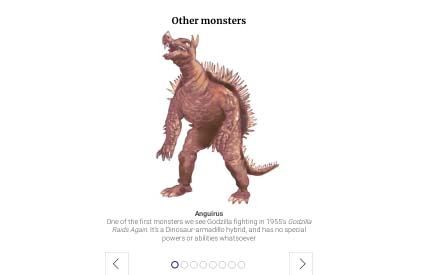 Other monsters
Anguirus
One of the first monsters we see Godzilla fighting in 1955's Godzilla
Raids Again. It's a Dinosaur-armadillo hybrid, and has no special
powers or abilities whatsoever